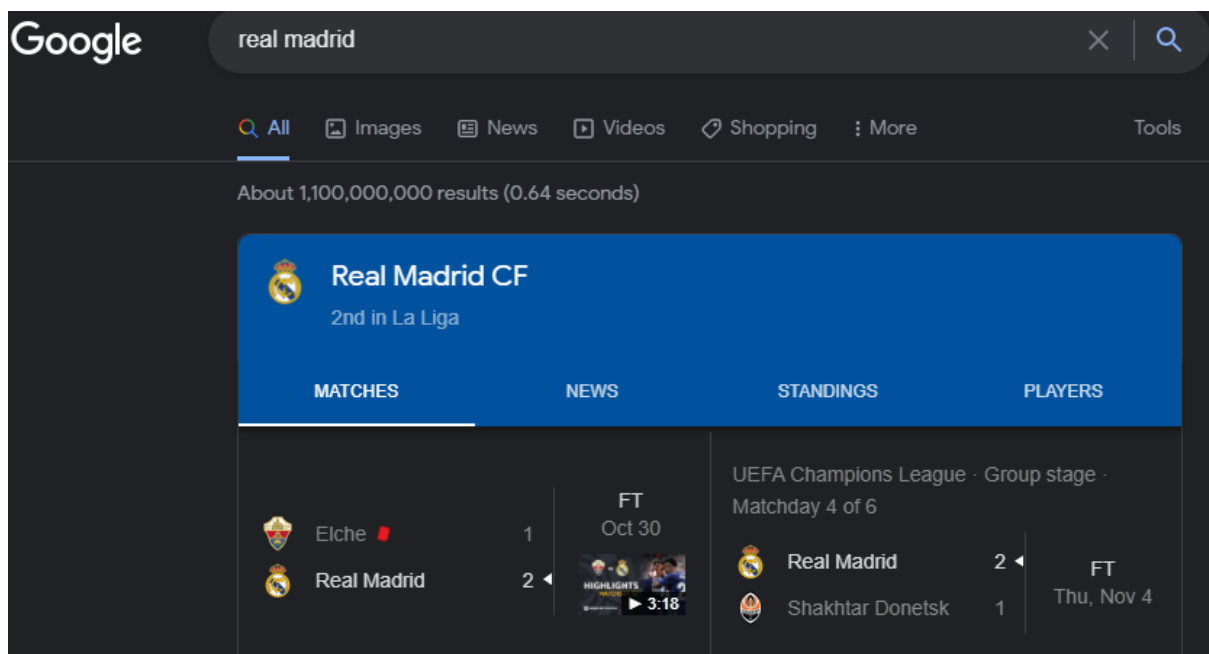 Google
real madrid
All Images News Videos Shopping More Tools
About 1,100,000,000 results (0.64 seconds)
Real Madrid CF
2nd in La Liga
MATCHES NEWS STANDINGS PLAYERS
Elche 1
Real Madrid 2
FT
Oct 30
HIGHLIGHTS
3:18
UEFA Champions League · Group stage ·
Matchday 4 of 6
Real Madrid 2
Shakhtar Donetsk 1
FT
Thu, Nov 4